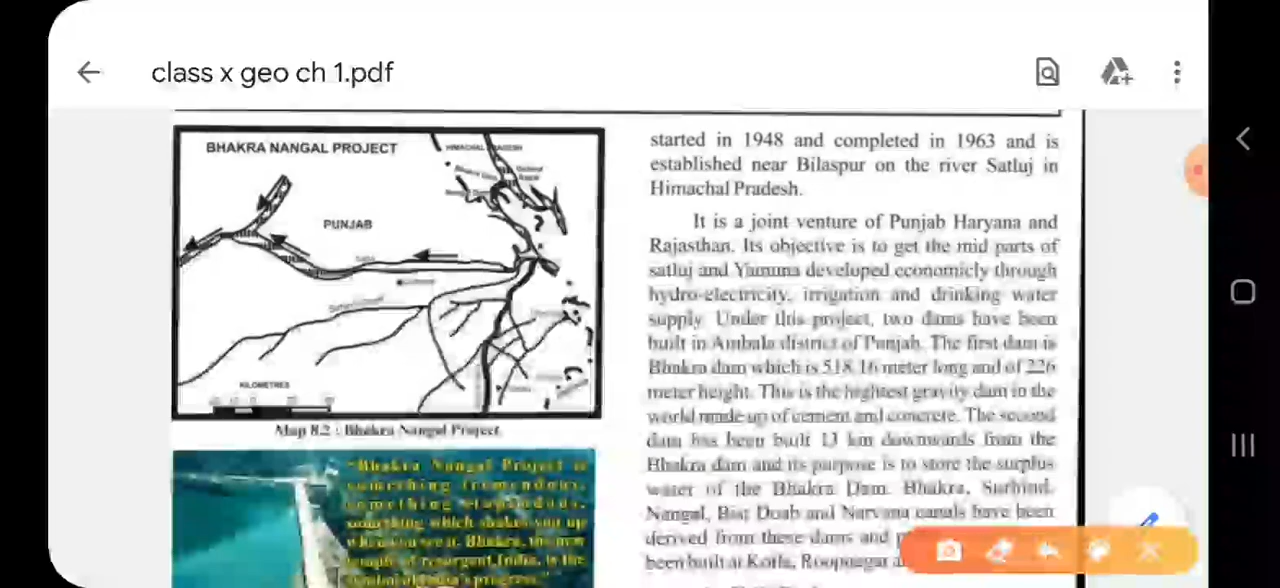 class x geo ch 1.pdf
BHAKRA NANGAL PROJECT
HIMACHAL PRADESH
PUNJAB
KILOMETRES
Map 8.2 : Bhakra Nangal Project
"Bhakra Nangal Project is
something tremendous,
something stupendous,
something which shakes you up
when you see it. Bhakra, the new
temple of resurgent India, is the
symbol of India's progress."
started in 1948 and completed in 1963 and is
established near Bilaspur on the river Satluj in
Himachal Pradesh.
It is a joint venture of Punjab Haryana and
Rajasthan. Its objective is to get the mid parts of
satluj and Yamuna developed economicly through
hydro-electricity, irrigation and drinking water
supply. Under this project, two dams have been
built in Ambala district of Punjab. The first dam is
Bhakra dam which is 518.16 meter long and of 226
meter height. This is the highest gravity dam in the
world made up of cement and concrete. The second
dam has been built 13 km downwards from the
Bhakra dam and its purpose is to store the surplus
water of the Bhakra Dam. Bhakra, Sarhind,
Nangal, Bist Doab and Narvana canals have been
derived from these dams and
been built at Kotla, Roopnagar